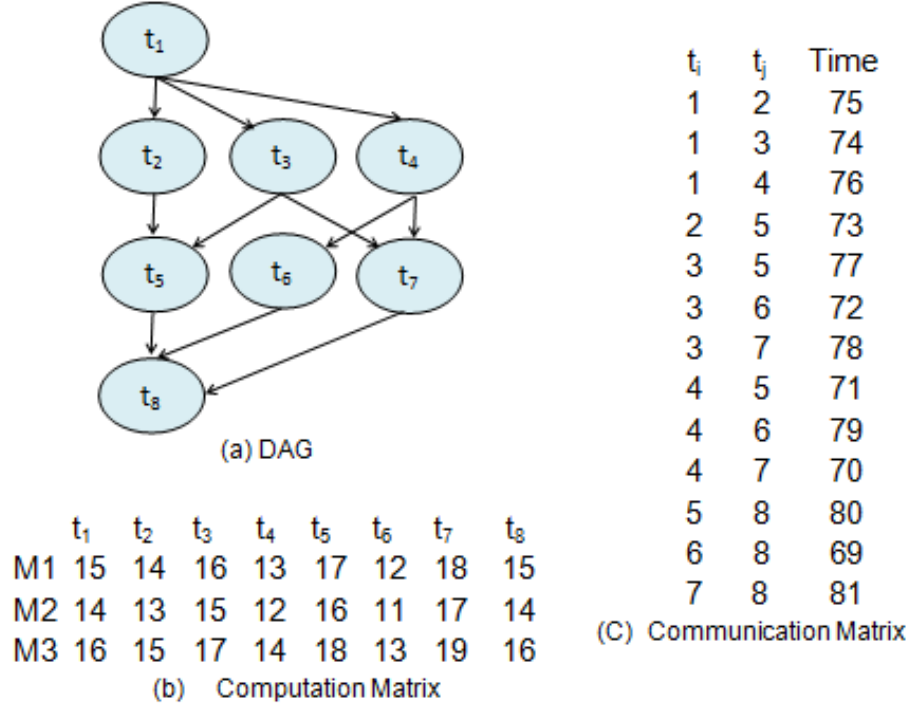 t₁
t₂ t₃ t₄
t₅ t₆ t₇
t₈
(a) DAG
t₁ t₂ t₃ t₄ t₅ t₆ t₇ t₈
M1 15 14 16 13 17 12 18 15
M2 14 13 15 12 16 11 17 14
M3 16 15 17 14 18 13 19 16
(b) Computation Matrix
tᵢ tⱼ Time
1 2 75
1 3 74
1 4 76
2 5 73
3 5 77
3 6 72
3 7 78
4 5 71
4 6 79
4 7 70
5 8 80
6 8 69
7 8 81
(C) Communication Matrix